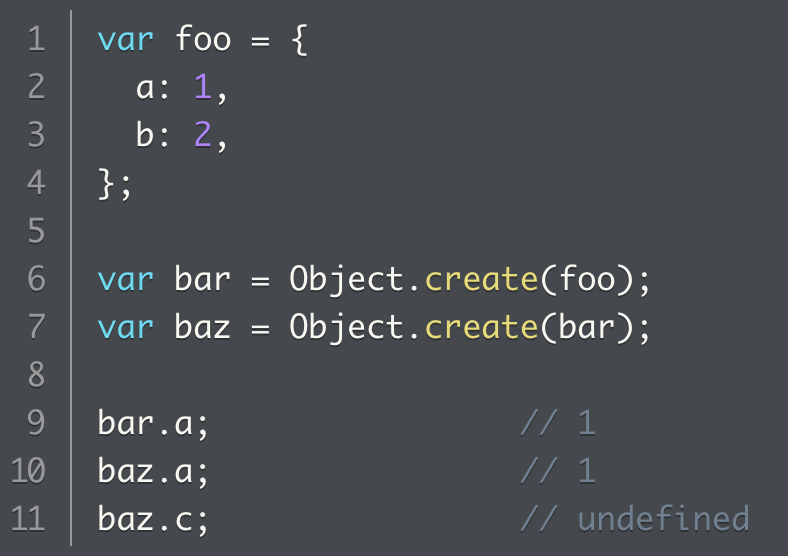 1 var foo = {
2   a: 1,
3   b: 2,
4 };
5
6 var bar = Object.create(foo);
7 var baz = Object.create(bar);
8
9 bar.a;                // 1
10 baz.a;                // 1
11 baz.c;                // undefined